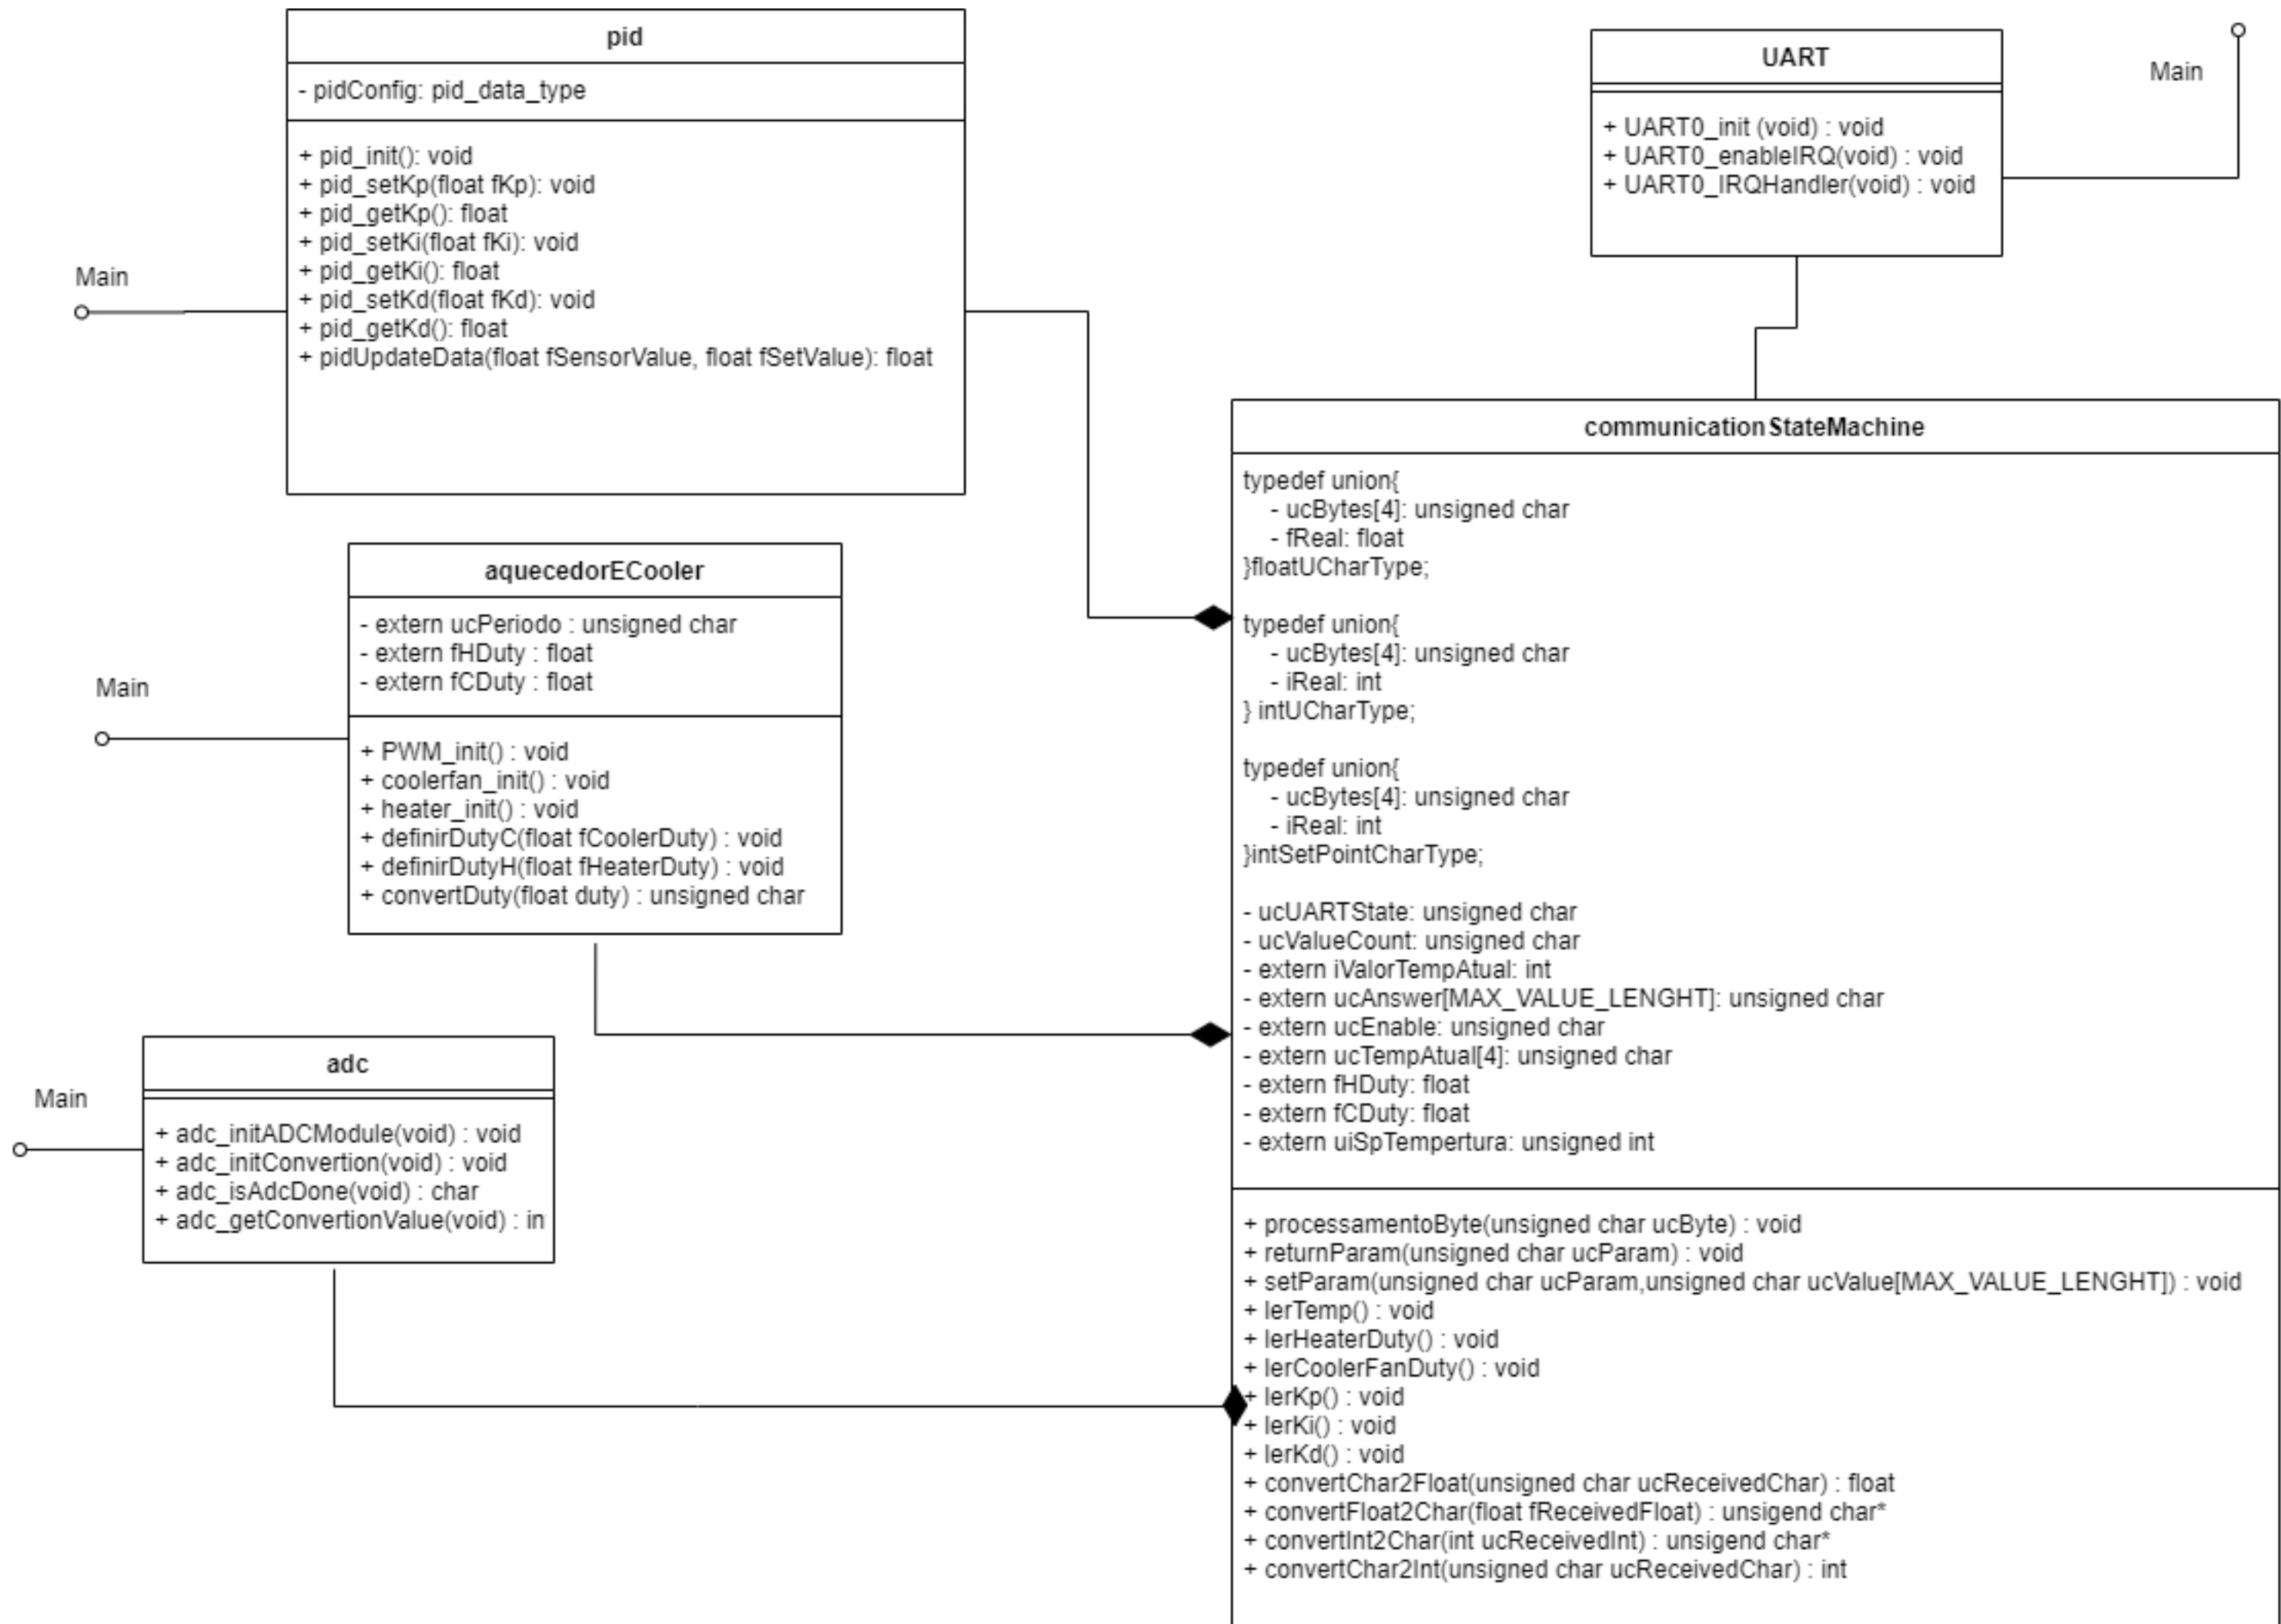 pid
- pidConfig: pid_data_type
+ pid_init(): void
+ pid_setKp(float fKp): void
+ pid_getKp(): float
+ pid_setKi(float fKi): void
+ pid_getKi(): float
+ pid_setKd(float fKd): void
+ pid_getKd(): float
+ pidUpdateData(float fSensorValue, float fSetValue): float
Main
UART
+ UART0_init (void) : void
+ UART0_enableIRQ(void) : void
+ UART0_IRQHandler(void) : void
Main
aquecedorECooler
- extern ucPeriodo : unsigned char
- extern fHDuty : float
- extern fCDuty : float
+ PWM_init() : void
+ coolerfan_init() : void
+ heater_init() : void
+ definirDutyC(float fCoolerDuty) : void
+ definirDutyH(float fHeaterDuty) : void
+ convertDuty(float duty) : unsigned char
Main
adc
+ adc_initADCModule(void) : void
+ adc_initConvertion(void) : void
+ adc_isAdcDone(void) : char
+ adc_getConvertionValue(void) : in
Main
communicationStateMachine
typedef union{
- ucBytes[4]: unsigned char
- fReal: float
}floatUCharType;
typedef union{
- ucBytes[4]: unsigned char
- iReal: int
} intUCharType;
typedef union{
- ucBytes[4]: unsigned char
- iReal: int
}intSetPointCharType;
- ucUARTState: unsigned char
- ucValueCount: unsigned char
- extern iValorTempAtual: int
- extern ucAnswer[MAX_VALUE_LENGHT]: unsigned char
- extern ucEnable: unsigned char
- extern ucTempAtual[4]: unsigned char
- extern fHDuty: float
- extern fCDuty: float
- extern uiSpTempertura: unsigned int
+ processamentoByte(unsigned char ucByte) : void
+ returnParam(unsigned char ucParam) : void
+ setParam(unsigned char ucParam,unsigned char ucValue[MAX_VALUE_LENGHT]) : void
+ lerTemp() : void
+ lerHeaterDuty() : void
+ lerCoolerFanDuty() : void
+ lerKp() : void
+ lerKi() : void
+ lerKd() : void
+ convertChar2Float(unsigned char ucReceivedChar) : float
+ convertFloat2Char(float fReceivedFloat) : unsigend char*
+ convertInt2Char(int ucReceivedInt) : unsigend char*
+ convertChar2Int(unsigned char ucReceivedChar) : int